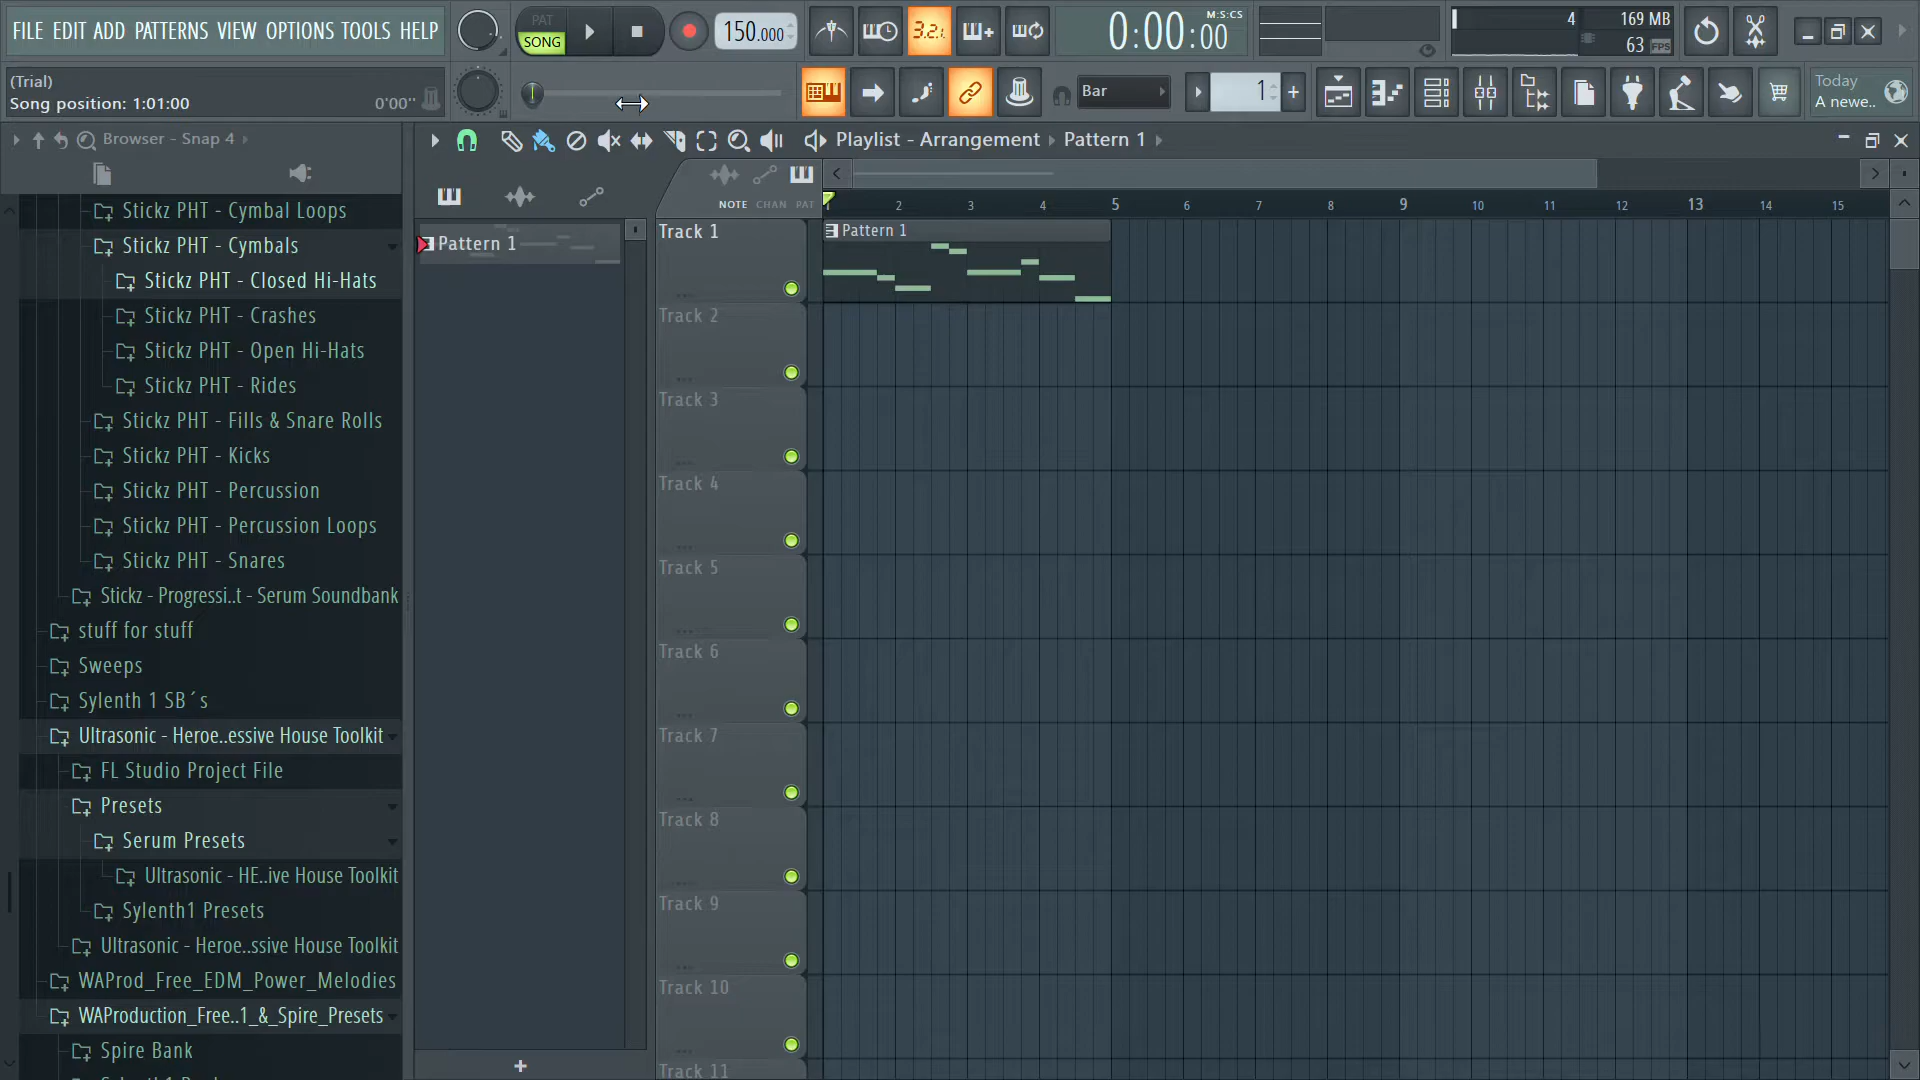 FILE EDIT ADD PATTERNS VIEW OPTIONS TOOLS HELP
PAT
SONG
150.000
3.2.1.
0:00:00
M:S:CS
4
169 MB
63 FPS
(Trial)
Song position: 1:01:00
0'00''
Bar
1
Today
A newe..
Browser - Snap 4
Playlist - Arrangement
Pattern 1
NOTE CHAN PAT
1 2 3 4 5 6 7 8 9 10 11 12 13 14 15
Stickz PHT - Cymbal Loops
Stickz PHT - Cymbals
Stickz PHT - Closed Hi-Hats
Stickz PHT - Crashes
Stickz PHT - Open Hi-Hats
Stickz PHT - Rides
Stickz PHT - Fills & Snare Rolls
Stickz PHT - Kicks
Stickz PHT - Percussion
Stickz PHT - Percussion Loops
Stickz PHT - Snares
Stickz - Progressi..t - Serum Soundbank
stuff for stuff
Sweeps
Sylenth 1 SB´s
Ultrasonic - Heroe..essive House Toolkit
FL Studio Project File
Presets
Serum Presets
Ultrasonic - HE..ive House Toolkit
Sylenth1 Presets
Ultrasonic - Heroe..ssive House Toolkit
WAProd_Free_EDM_Power_Melodies
WAProduction_Free..1_&_Spire_Presets
Spire Bank
Pattern 1
+
Track 1
Pattern 1
Track 2
Track 3
Track 4
Track 5
Track 6
Track 7
Track 8
Track 9
Track 10
Track 11